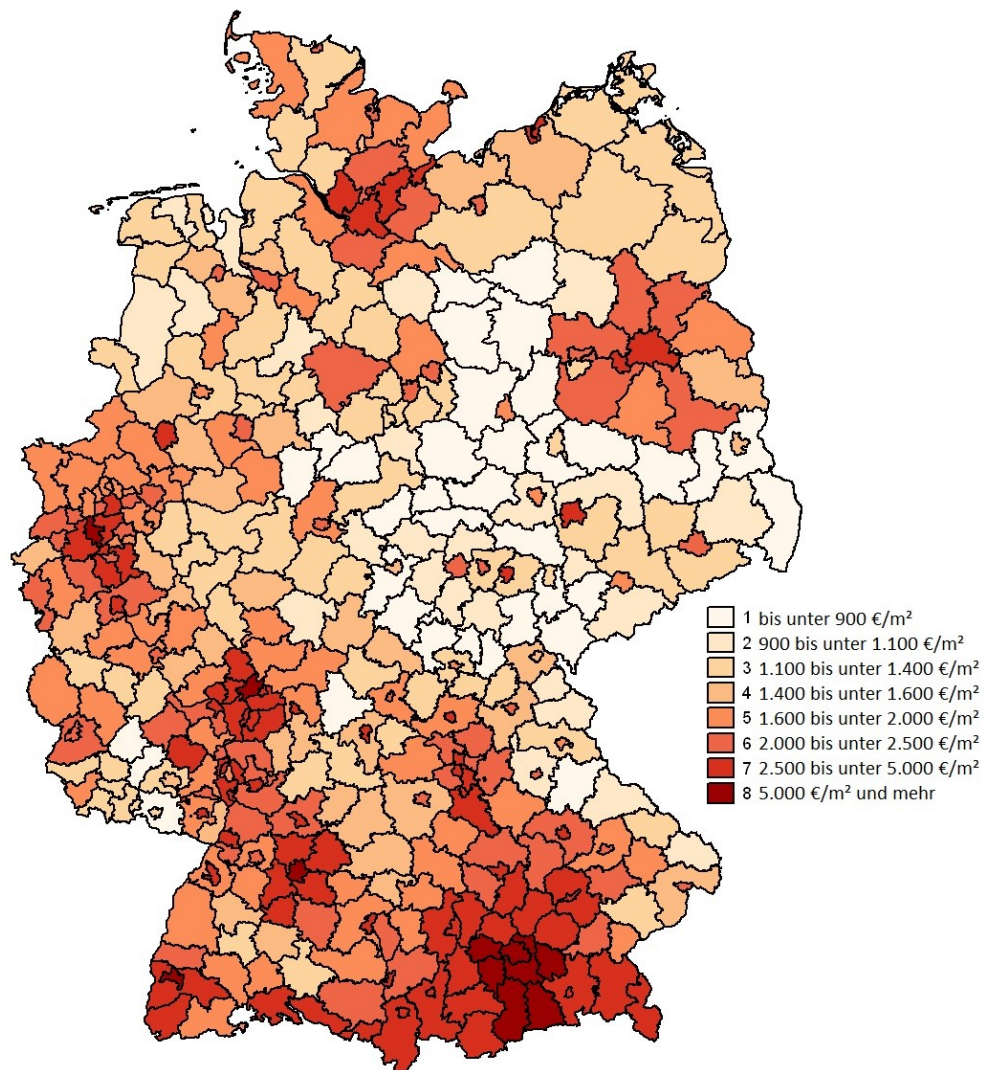 1 bis unter 900 €/m²
2 900 bis unter 1.100 €/m²
3 1.100 bis unter 1.400 €/m²
4 1.400 bis unter 1.600 €/m²
5 1.600 bis unter 2.000 €/m²
6 2.000 bis unter 2.500 €/m²
7 2.500 bis unter 5.000 €/m²
8 5.000 €/m² und mehr